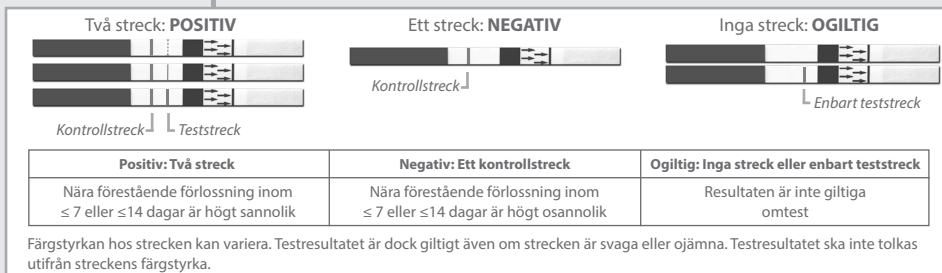 Två streck: POSITIV
Ett streck: NEGATIV
Inga streck: OGILTIG
Kontrollstreck
Teststreck
Kontrollstreck
Enbart teststreck
Positiv: Två streck
Negativ: Ett kontrollstreck
Ogiltig: Inga streck eller enbart teststreck
Nära förestående förlossning inom
≤ 7 eller ≤14 dagar är högt sannolik
Nära förestående förlossning inom
≤ 7 eller ≤14 dagar är högt osannolik
Resultaten är inte giltiga
omtest
Färgstyrkan hos strecken kan variera. Testresultatet är dock giltigt även om strecken är svaga eller ojämna. Testresultatet ska inte tolkas
utifrån streckens färgstyrka.